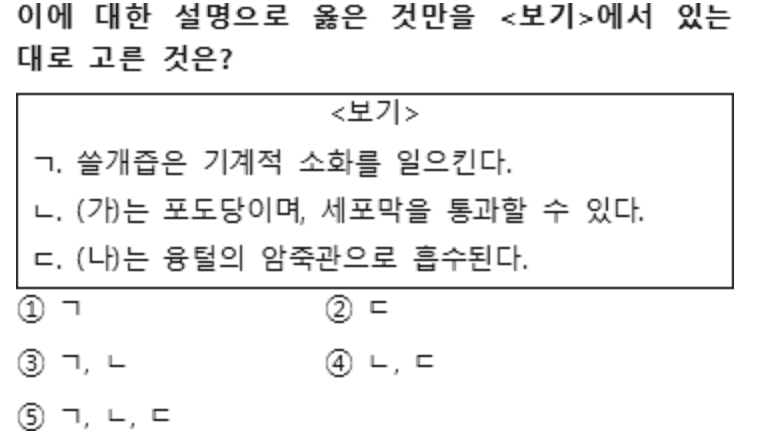 이에 대한 설명으로 옳은 것만을 <보기>에서 있는
대로 고른 것은?
<보기>
ㄱ. 쓸개즙은 기계적 소화를 일으킨다.
ㄴ. (가)는 포도당이며, 세포막을 통과할 수 있다.
ㄷ. (나)는 융털의 암죽관으로 흡수된다.
① ㄱ ② ㄷ
③ ㄱ, ㄴ ④ ㄴ, ㄷ
⑤ ㄱ, ㄴ, ㄷ